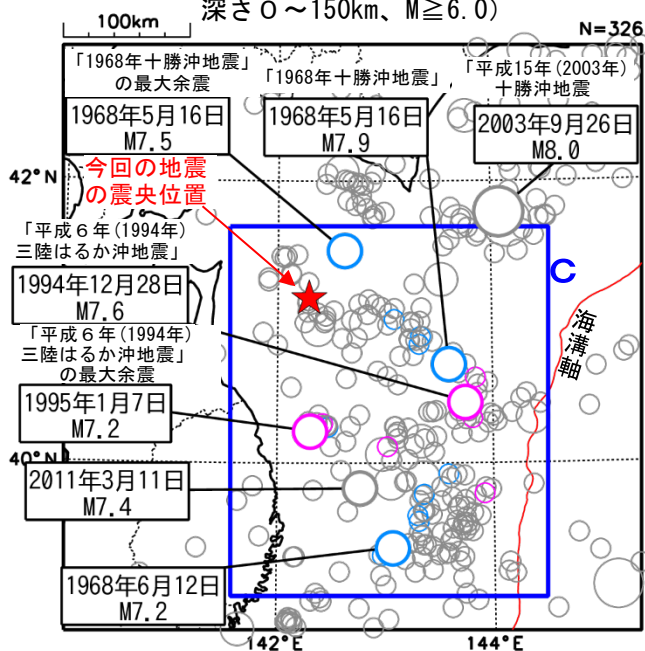 深さ０～150km、M≧6.0)
100km
N=326
「1968年十勝沖地震」
の最大余震
1968年5月16日
M7.5
「1968年十勝沖地震」
1968年5月16日
M7.9
「平成15年(2003年)
十勝沖地震
2003年9月26日
M8.0
今回の地震
の震央位置
42°N
「平成６年(1994年)
三陸はるか沖地震」
1994年12月28日
M7.6
C
海溝軸
「平成６年(1994年)
三陸はるか沖地震」
の最大余震
1995年1月7日
M7.2
40°N
2011年3月11日
M7.4
1968年6月12日
M7.2
142°E
144°E